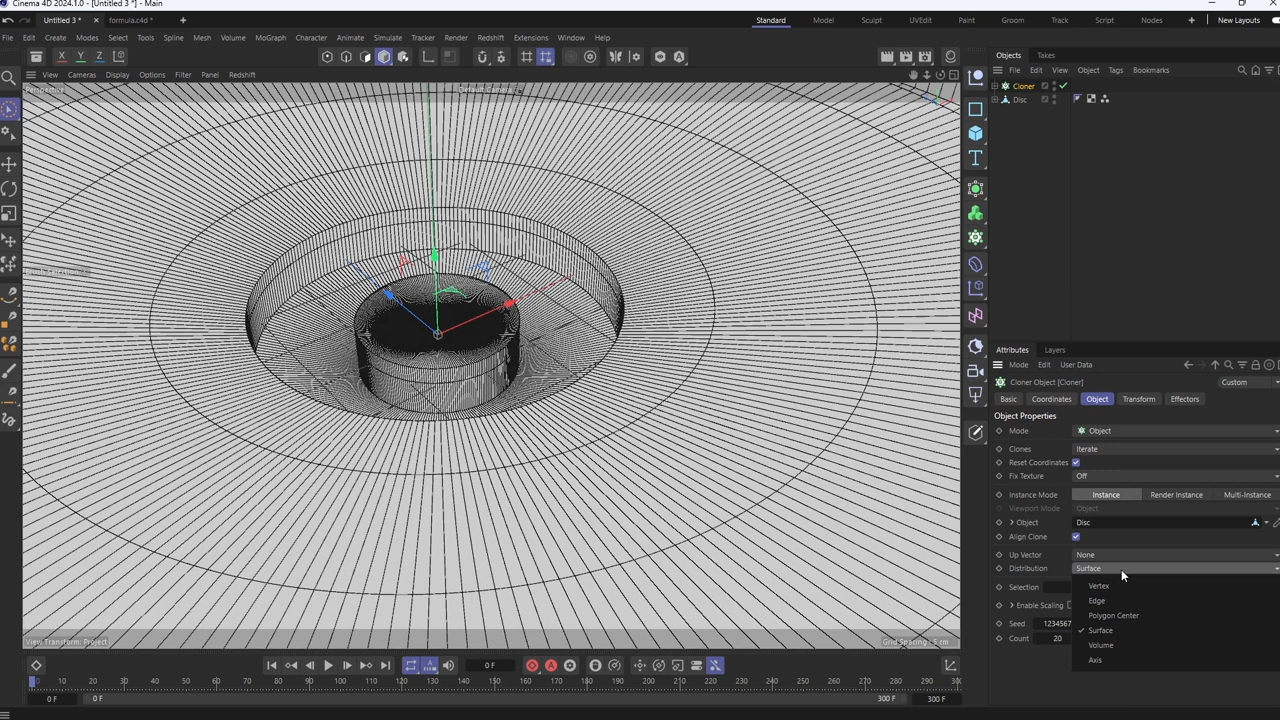 Cinema 4D 2024.1.0 - [Untitled 3 *] - Main
Untitled 3 * × formula.c4d * +
Standard Model Sculpt UVEdit Paint Groom Track Script Nodes + New Layouts
File Edit Create Modes Select Tools Spline Mesh Volume MoGraph Character Animate Simulate Tracker Render Redshift Extensions Window Help
X Y Z
View Cameras Display Options Filter Panel Redshift
Perspective
Default Camera
Objects Takes
File Edit View Object Tags Bookmarks
Cloner
Disc
Attributes Layers
Mode Edit User Data
Cloner Object [Cloner]
Custom
Basic Coordinates Object Transform Effectors
Object Properties
Mode Object
Clones Iterate
Reset Coordinates
Fix Texture Off
Instance Mode Instance Render Instance Multi-Instance
Viewport Mode Object
Object Disc
Align Clone
Up Vector None
Distribution Surface
Selection
Enable Scaling
Seed 1234567
Count 20
Vertex
Edge
Polygon Center
Surface
Volume
Axis
View Transform: Project
Grid Spacing : 5 cm
0 F
0 10 20 30 40 50 60 70 80 90 100 110 120 130 140 150 160 170 180 190 200 210 220 230 240 250 260 270 280 290 30
0 F 0 F 300 F 300 F